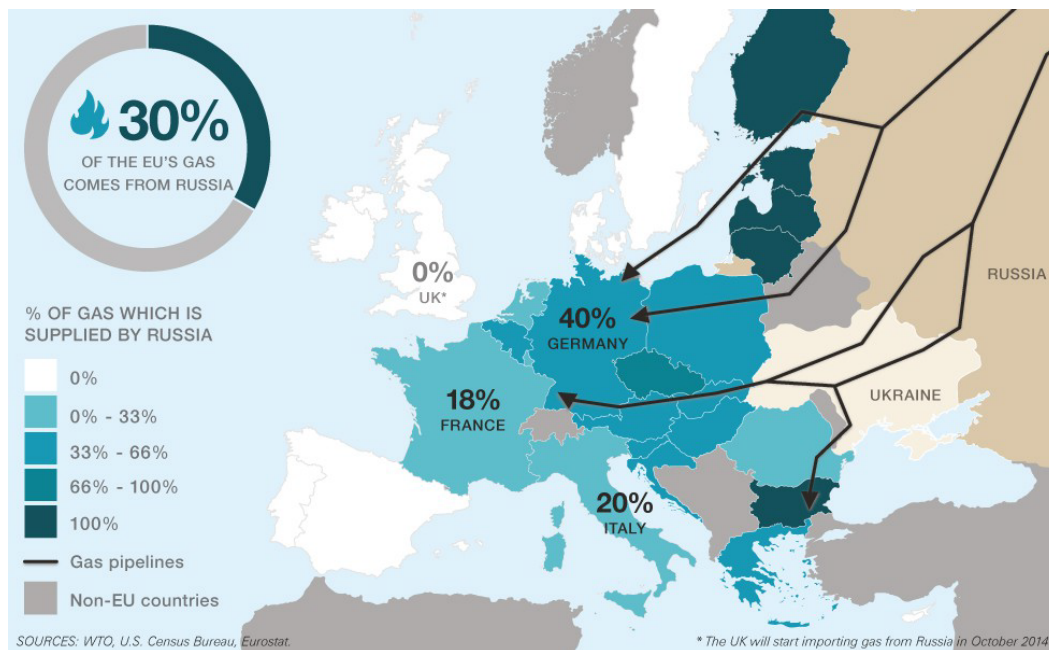 30%
OF THE EU'S GAS
COMES FROM RUSSIA
% OF GAS WHICH IS
SUPPLIED BY RUSSIA
0%
0% - 33%
33% - 66%
66% - 100%
100%
Gas pipelines
Non-EU countries
0%
UK*
40%
GERMANY
18%
FRANCE
20%
ITALY
RUSSIA
UKRAINE
SOURCES: WTO, U.S. Census Bureau, Eurostat.
* The UK will start importing gas from Russia in October 2014